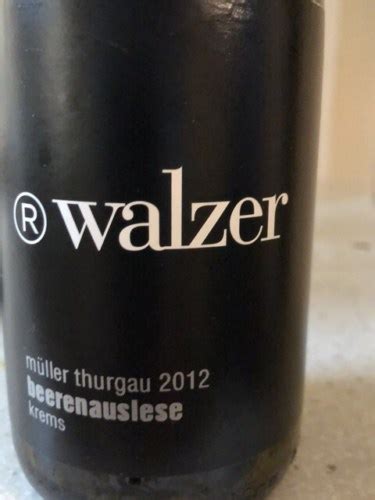 ® walzer
müller thurgau 2012
beerenauslese
krems